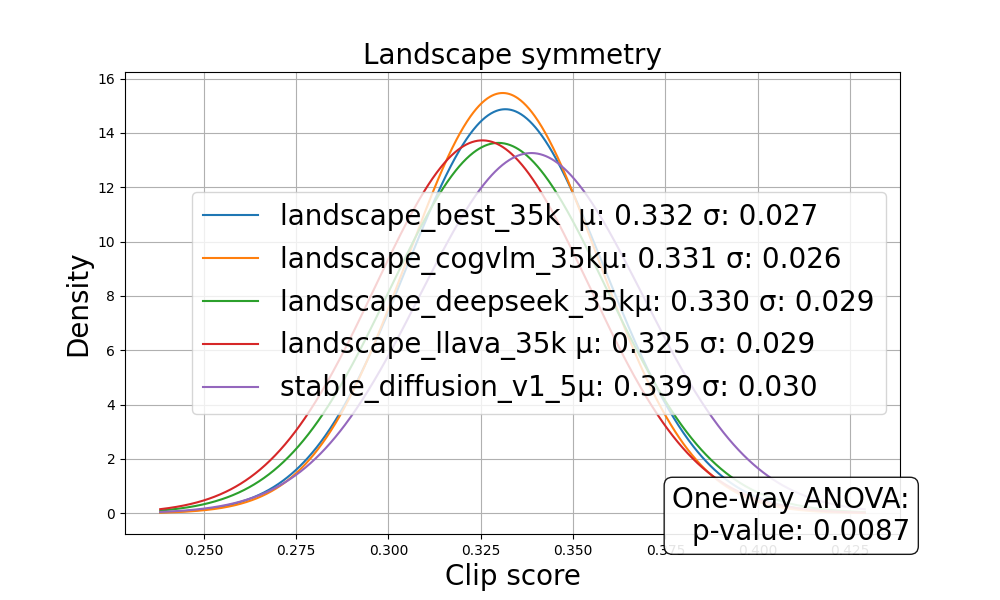 Landscape symmetry
16
14
12
10
8
6
4
2
0
Density
landscape_best_35k  μ: 0.332 σ: 0.027
landscape_cogvlm_35kμ: 0.331 σ: 0.026
landscape_deepseek_35kμ: 0.330 σ: 0.029
landscape_llava_35k μ: 0.325 σ: 0.029
stable_diffusion_v1_5μ: 0.339 σ: 0.030
One-way ANOVA:
p-value: 0.0087
0.250 0.275 0.300 0.325 0.350 0.375 0.400 0.425
Clip score